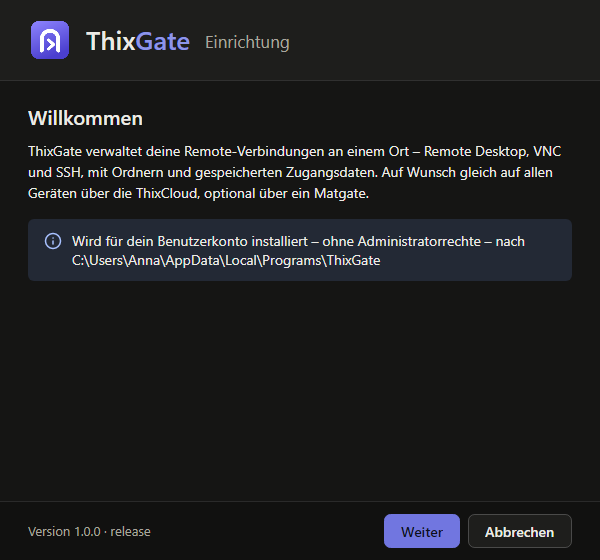 ThixGate Einrichtung
Willkommen
ThixGate verwaltet deine Remote-Verbindungen an einem Ort – Remote Desktop, VNC
und SSH, mit Ordnern und gespeicherten Zugangsdaten. Auf Wunsch gleich auf allen
Geräten über die ThixCloud, optional über ein Matgate.
Wird für dein Benutzerkonto installiert – ohne Administratorrechte – nach
C:\Users\Anna\AppData\Local\Programs\ThixGate
Version 1.0.0 · release
Weiter
Abbrechen